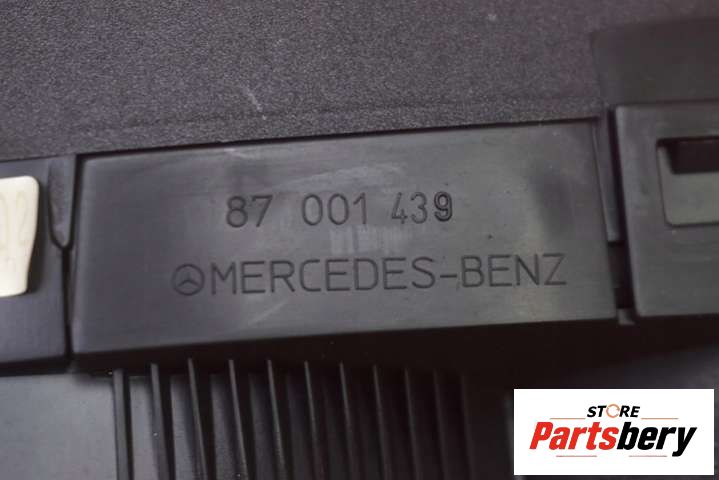 87 001 439
MERCEDES-BENZ
STORE
Partsbery